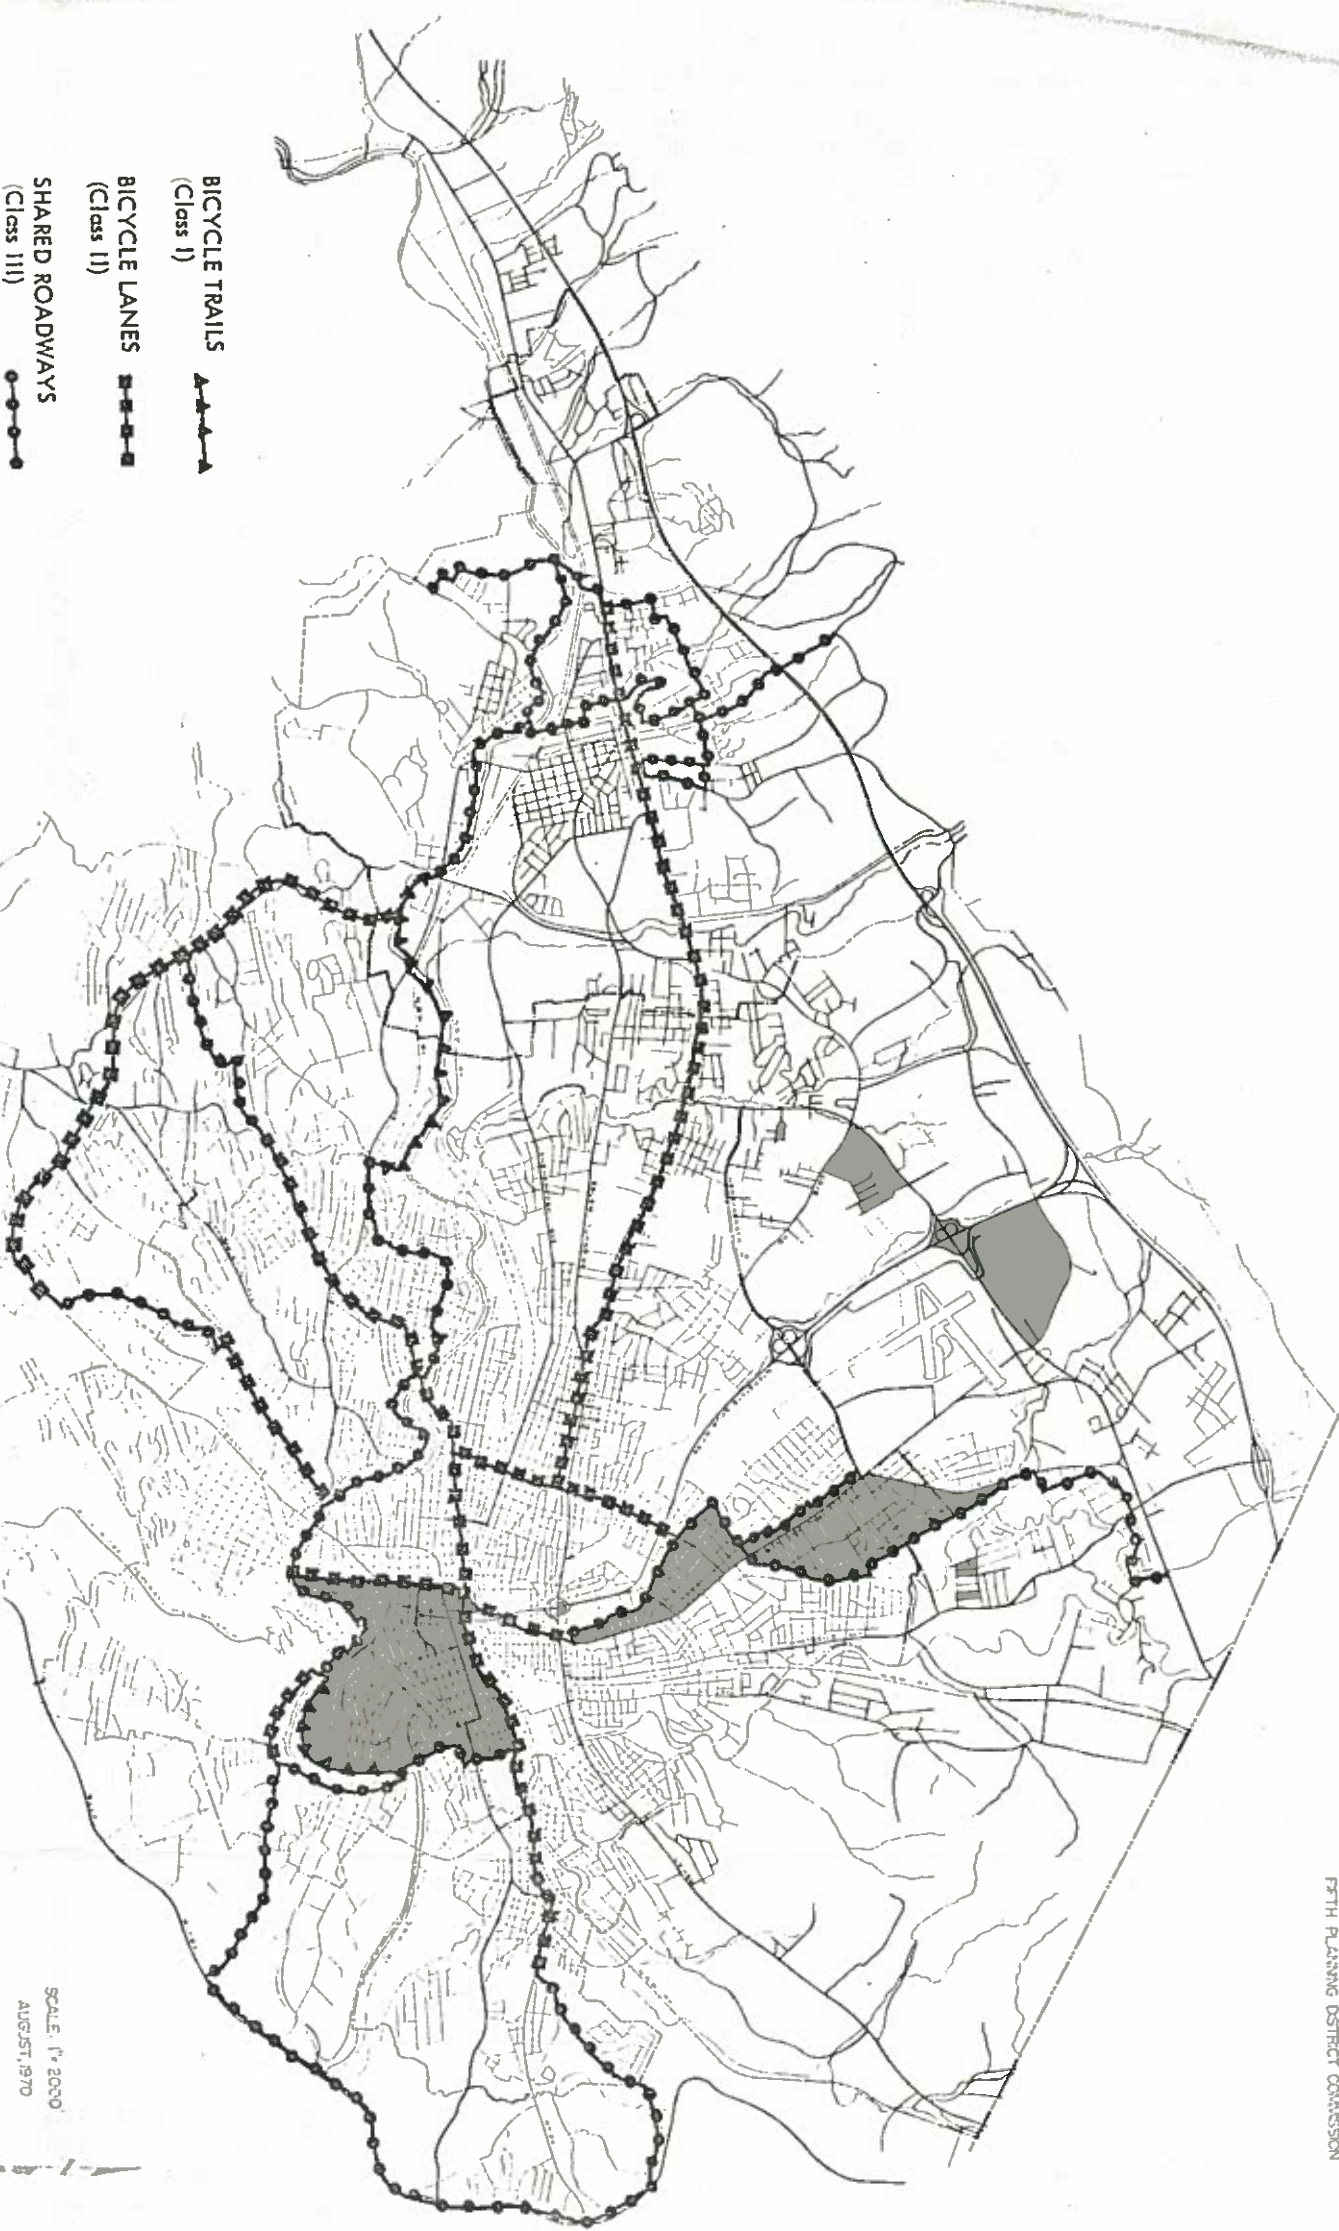 FIFTH PLANNING DISTRICT COMMISSION
BICYCLE TRAILS
(Class I)
BICYCLE LANES
(Class II)
SHARED ROADWAYS
(Class III)
SCALE: 1"= 2000'
AUGUST, 1970